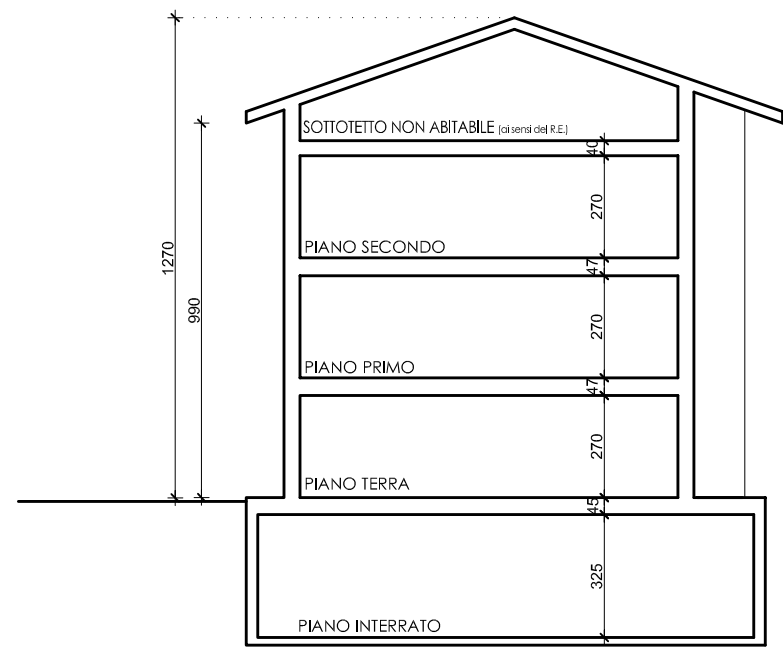 SOTTOTETTO NON ABITABILE (ai sensi del R.E.)
40
270
PIANO SECONDO
47
1270
990
270
PIANO PRIMO
47
270
PIANO TERRA
45
325
PIANO INTERRATO